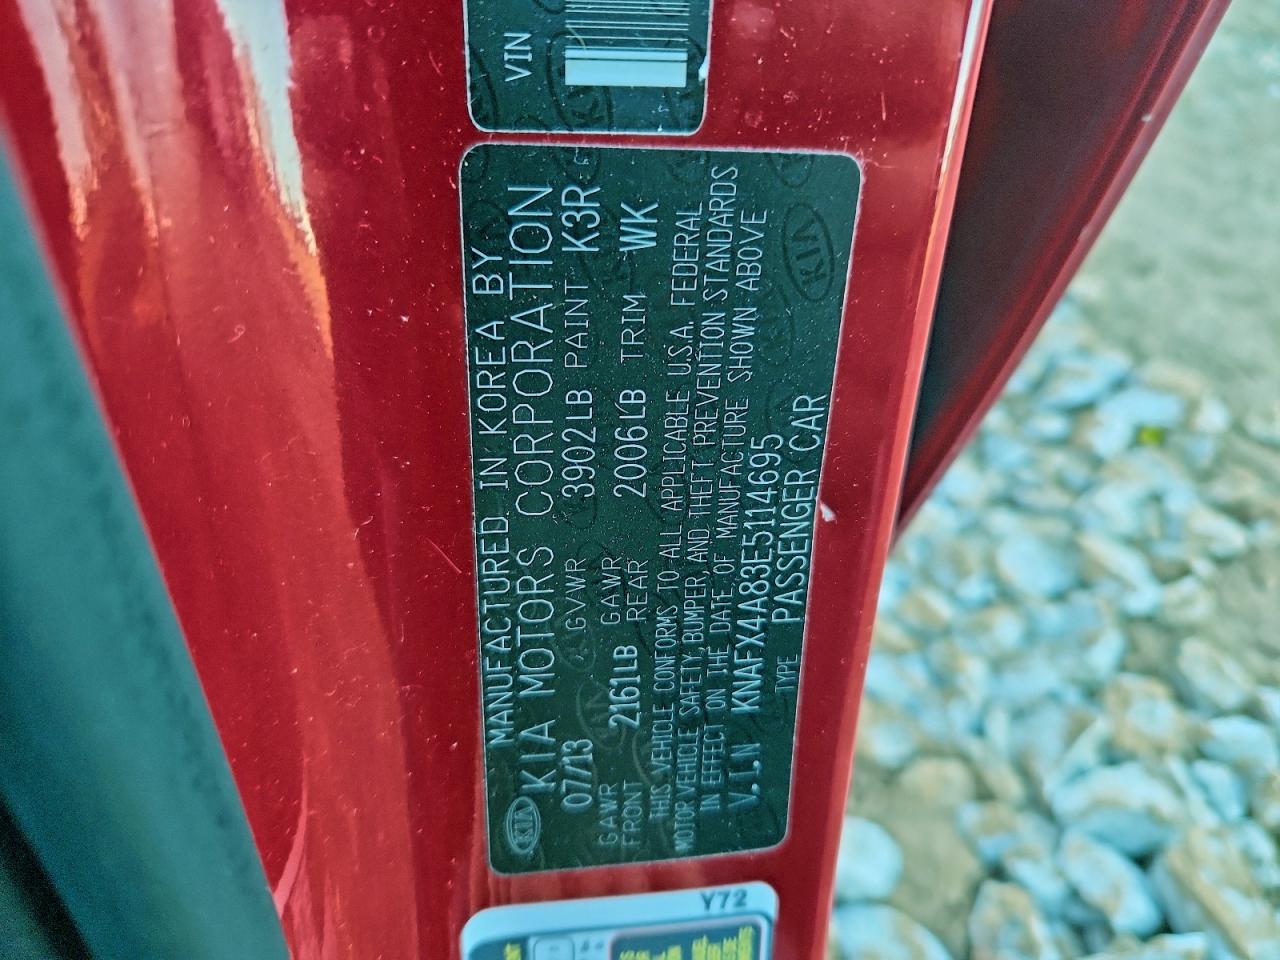 VIN
MANUFACTURED IN KOREA BY
KIA KIA MOTORS CORPORATION
07/13 GVWR 3902LB PAINT K3R
GAWR FRONT 2161LB GAWR REAR 2006LB TRIM WK
THIS VEHICLE CONFORMS TO ALL APPLICABLE U.S.A. FEDERAL
MOTOR VEHICLE SAFETY, BUMPER, AND THEFT PREVENTION STANDARDS
IN EFFECT ON THE DATE OF MANUFACTURE SHOWN ABOVE
V.I.N KNAFX4A83E5114695
TYPE PASSENGER CAR
KIA
Y72